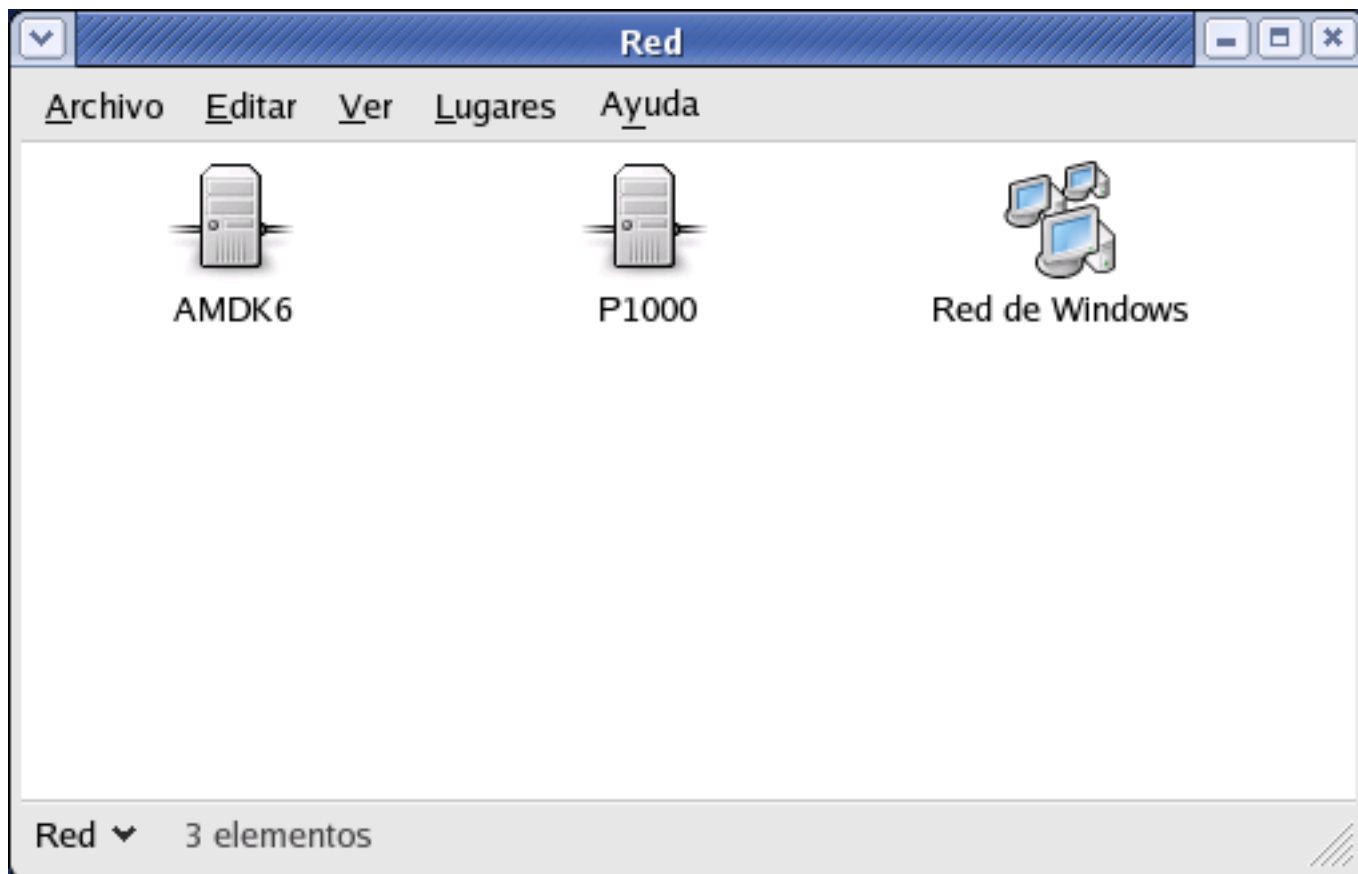 Red
Archivo Editar Ver Lugares Ayuda
AMDK6 P1000 Red de Windows
Red 3 elementos